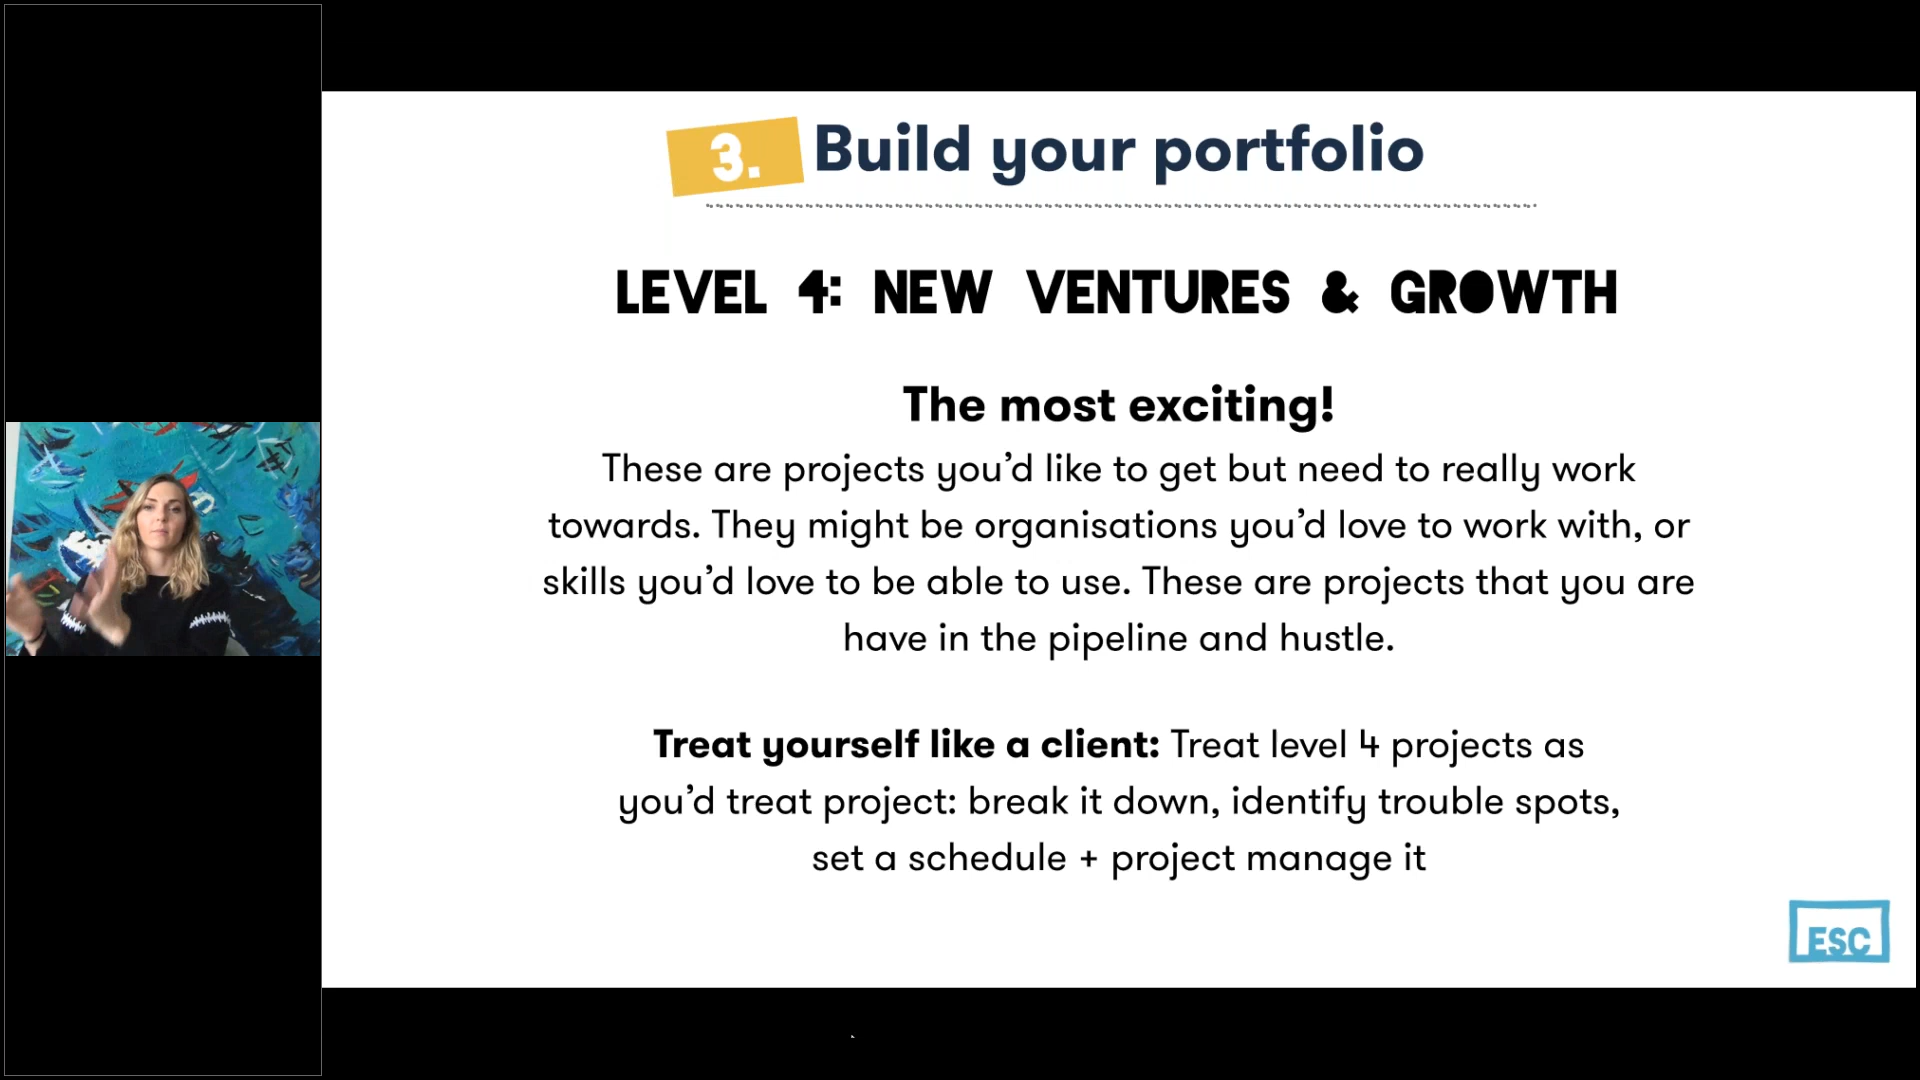 3. Build your portfolio
LEVEL 4: NEW VENTURES & GROWTH
The most exciting!
These are projects you’d like to get but need to really work
towards. They might be organisations you’d love to work with, or
skills you’d love to be able to use. These are projects that you are
have in the pipeline and hustle.
Treat yourself like a client: Treat level 4 projects as
you’d treat project: break it down, identify trouble spots,
set a schedule + project manage it
ESC